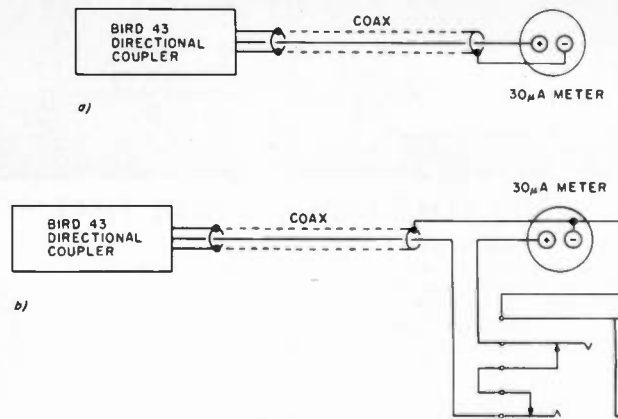 BIRD 43
DIRECTIONAL
COUPLER
COAX
+ -
30μA METER
a)
30μA METER
BIRD 43
DIRECTIONAL
COUPLER
COAX
+ -
b)